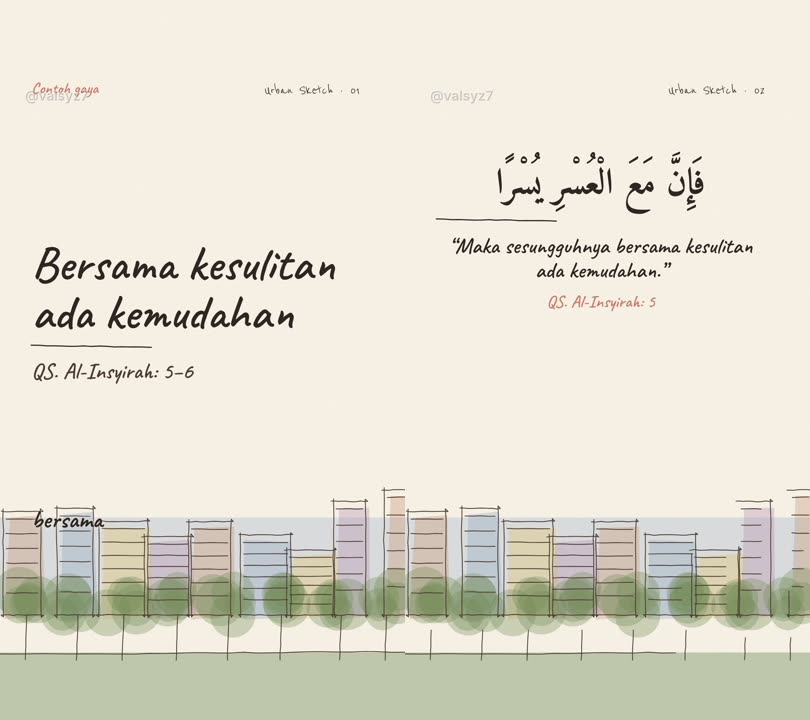 Contoh gaya
@valsyz7
Urban Sketch · 01
Bersama kesulitan
ada kemudahan
QS. Al-Insyirah: 5–6
bersama
@valsyz7
Urban Sketch · 02
فَإِنَّ مَعَ الْعُسْرِ يُسْرًا
“Maka sesungguhnya bersama kesulitan
ada kemudahan.”
QS. Al-Insyirah: 5